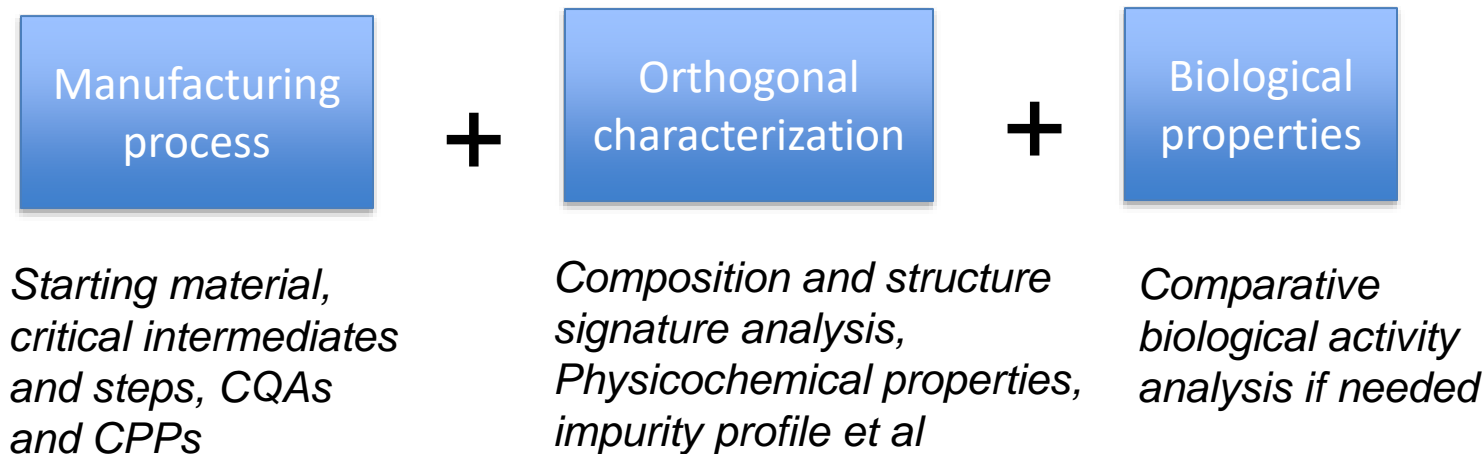 Manufacturing
process
+
Orthogonal
characterization
+
Biological
properties
Starting material,
critical intermediates
and steps, CQAs
and CPPs
Composition and structure
signature analysis,
Physicochemical properties,
impurity profile et al
Comparative
biological activity
analysis if needed